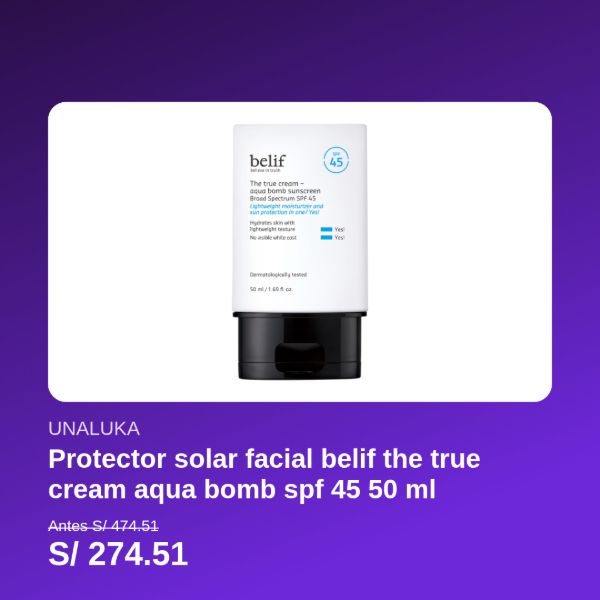 belif
believe in truth
SPF
45
The true cream –
aqua bomb sunscreen
Broad Spectrum SPF 45
Lightweight moisturizer and
sun protection in one? Yes!
Hydrates skin with
lightweight texture Yes!
No visible white cast Yes!
Dermatologically tested
50 ml / 1.69 fl. oz.
UNALUKA
Protector solar facial belif the true
cream aqua bomb spf 45 50 ml
Antes S/ 474.51
S/ 274.51